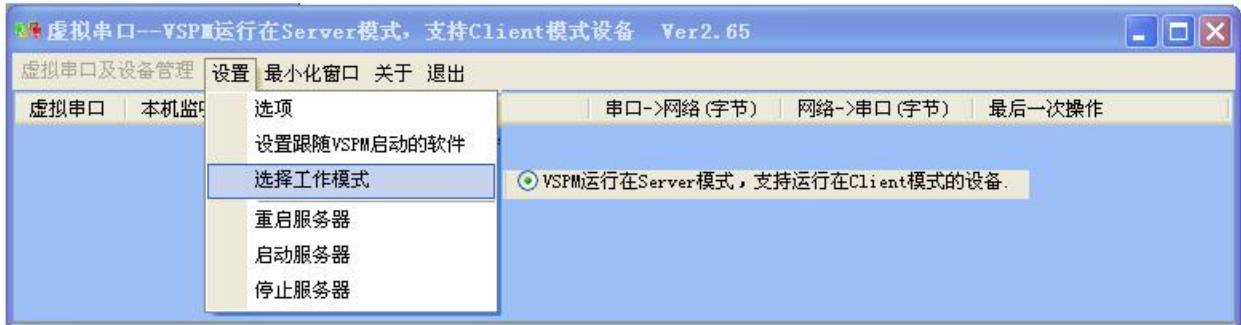 虚拟串口--VSPM运行在Server模式，支持Client模式设备 Ver2.65
虚拟串口及设备管理 设置 最小化窗口 关于 退出
虚拟串口 本机监 串口->网络(字节) 网络->串口(字节) 最后一次操作
选项
设置跟随VSPM启动的软件
选择工作模式
VSPM运行在Server模式，支持运行在Client模式的设备.
重启服务器
启动服务器
停止服务器